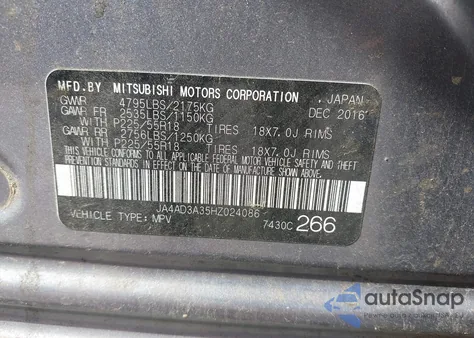 MFD.BY MITSUBISHI MOTORS CORPORATION / JAPAN
GVWR 4795LBS/2175KG DEC 2016
GAWR FR 2535LBS/1150KG
WITH P225/55R18 TIRES 18X7.0J RIMS
GAWR RR 2756LBS/1250KG
WITH P225/55R18 TIRES 18X7.0J RIMS
THIS VEHICLE CONFORMS TO ALL APPLICABLE FEDERAL MOTOR VEHICLE
SAFETY, BUMPER AND THEFT PREVENTION STANDARDS IN EFFECT ON
THE DATE OF MANUFACTURE SHOWN ABOVE.
JA4AD3A35HZ024086
VEHICLE TYPE: MPV 7430C 266
autoSnap